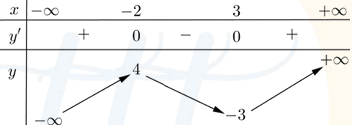 x −∞ −2 3 +∞
y′ + 0 − 0 +
+∞
4
y
−3
−∞